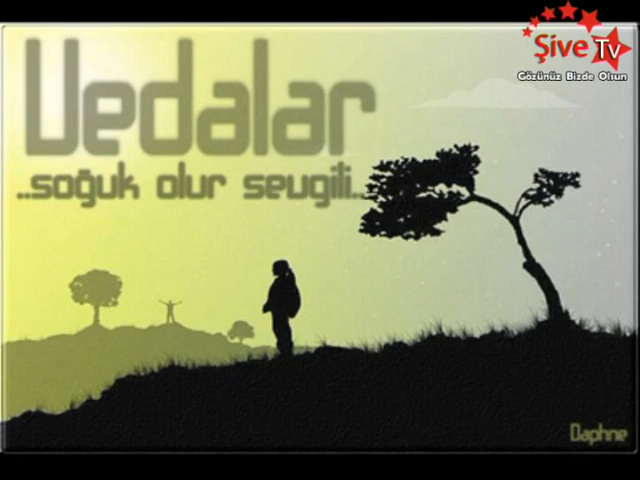 Şive Tv
Gözünüz Bizde Olsun
Vedalar
..soğuk olur sevgili..
Daphne